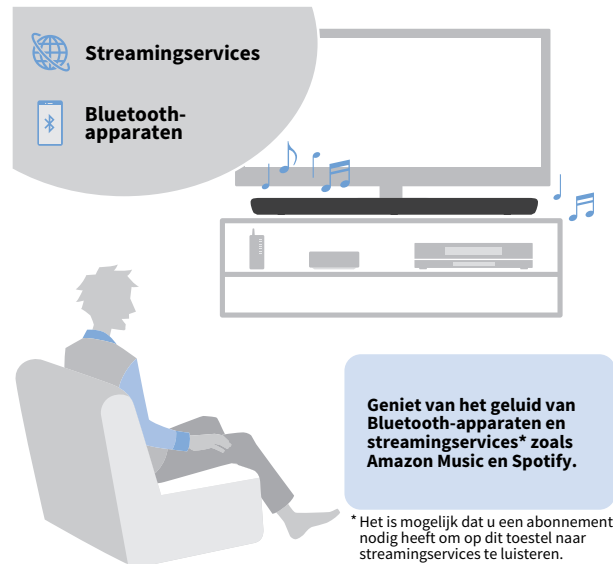 Streamingservices
Bluetooth-
apparaten
Geniet van het geluid van
Bluetooth-apparaten en
streamingservices* zoals
Amazon Music en Spotify.
* Het is mogelijk dat u een abonnement
nodig heeft om op dit toestel naar
streamingservices te luisteren.